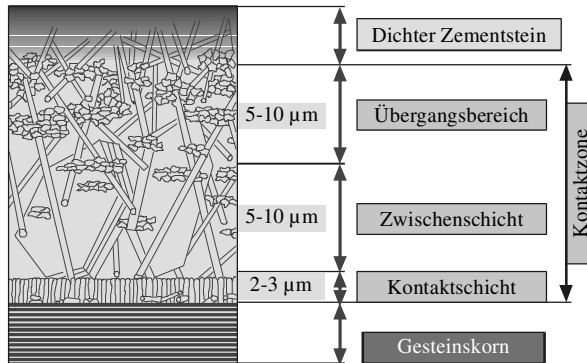 Dichter Zementstein
5-10 µm
Übergangsbereich
5-10 µm
Zwischenschicht
2-3 µm
Kontaktschicht
Gesteinskorn
Kontaktzone